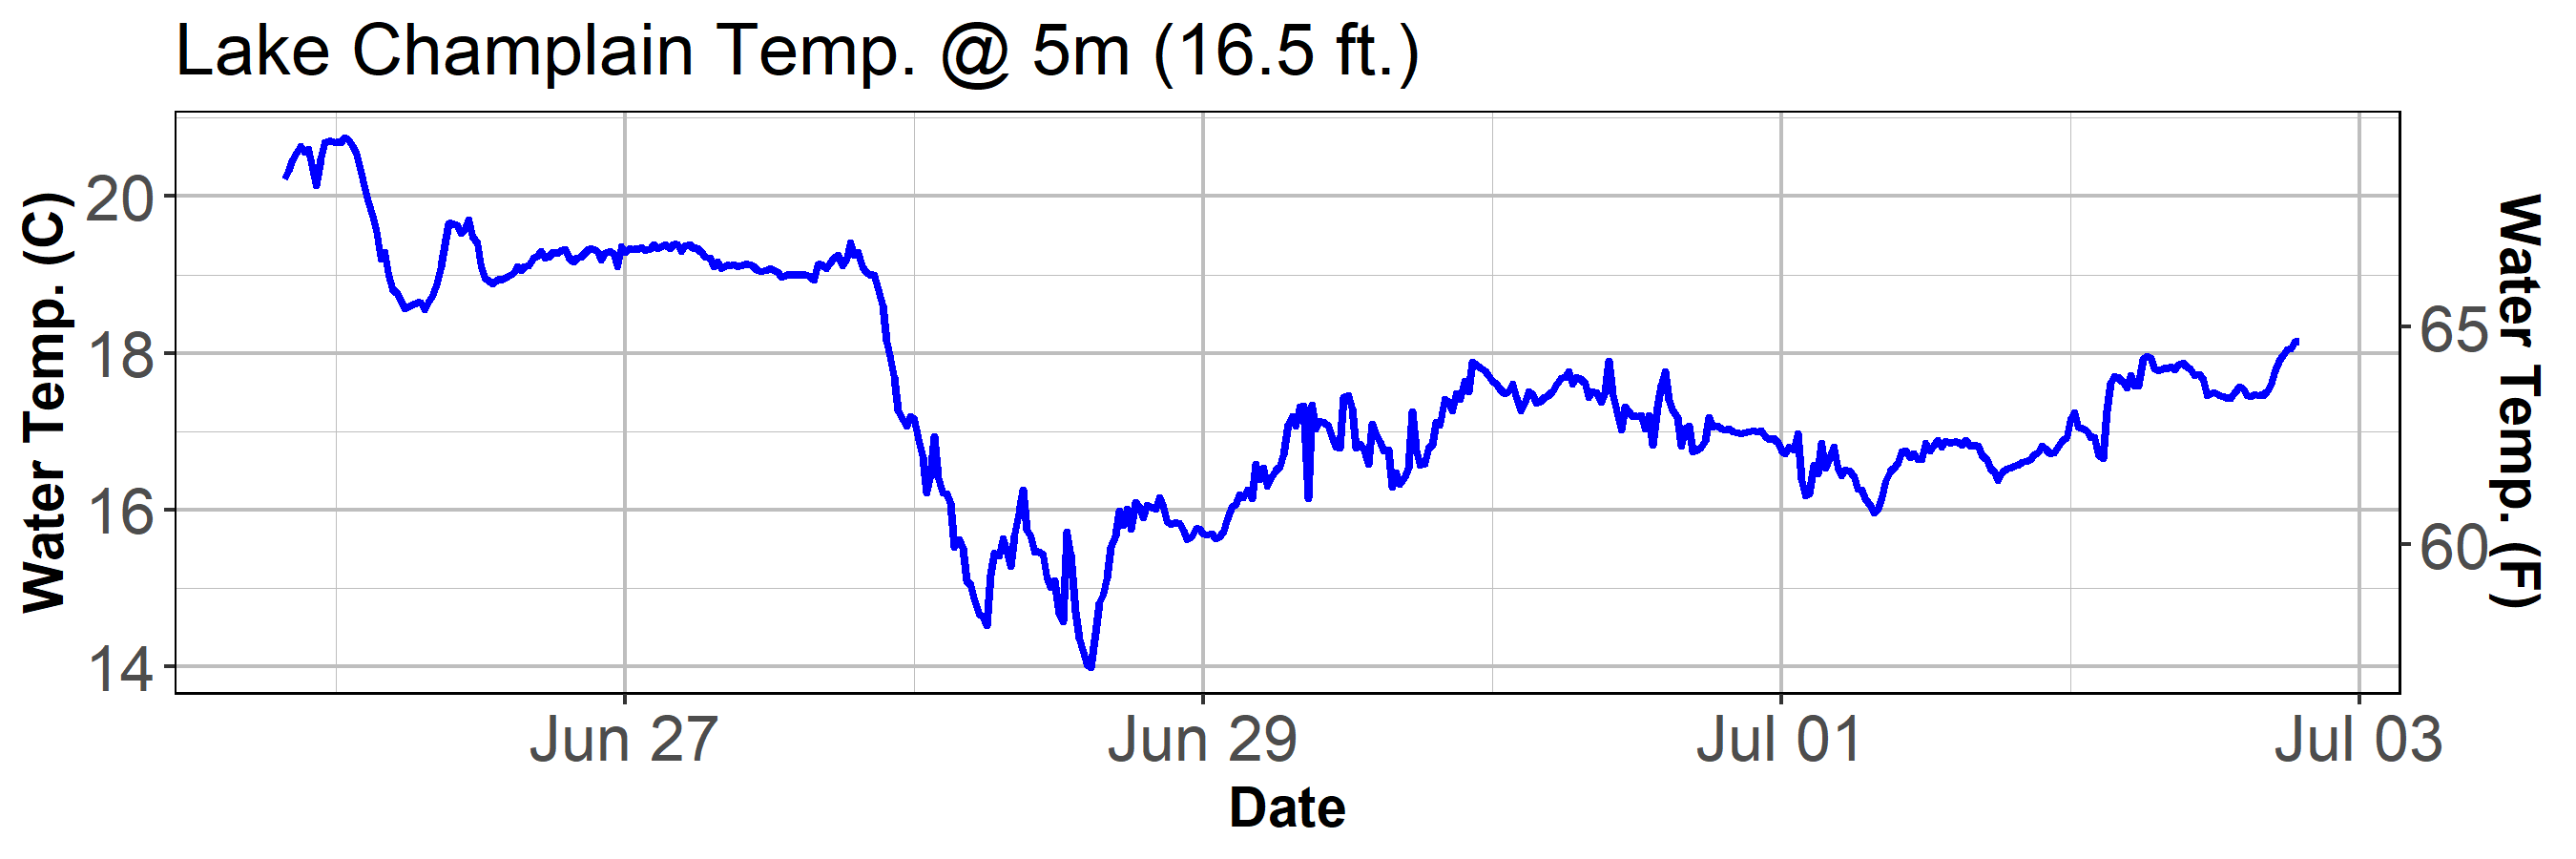 Lake Champlain Temp. @ 5m (16.5 ft.)
Water Temp. (C)
20
18
16
14
65
60
Water Temp. (F)
Jun 27
Jun 29
Jul 01
Jul 03
Date